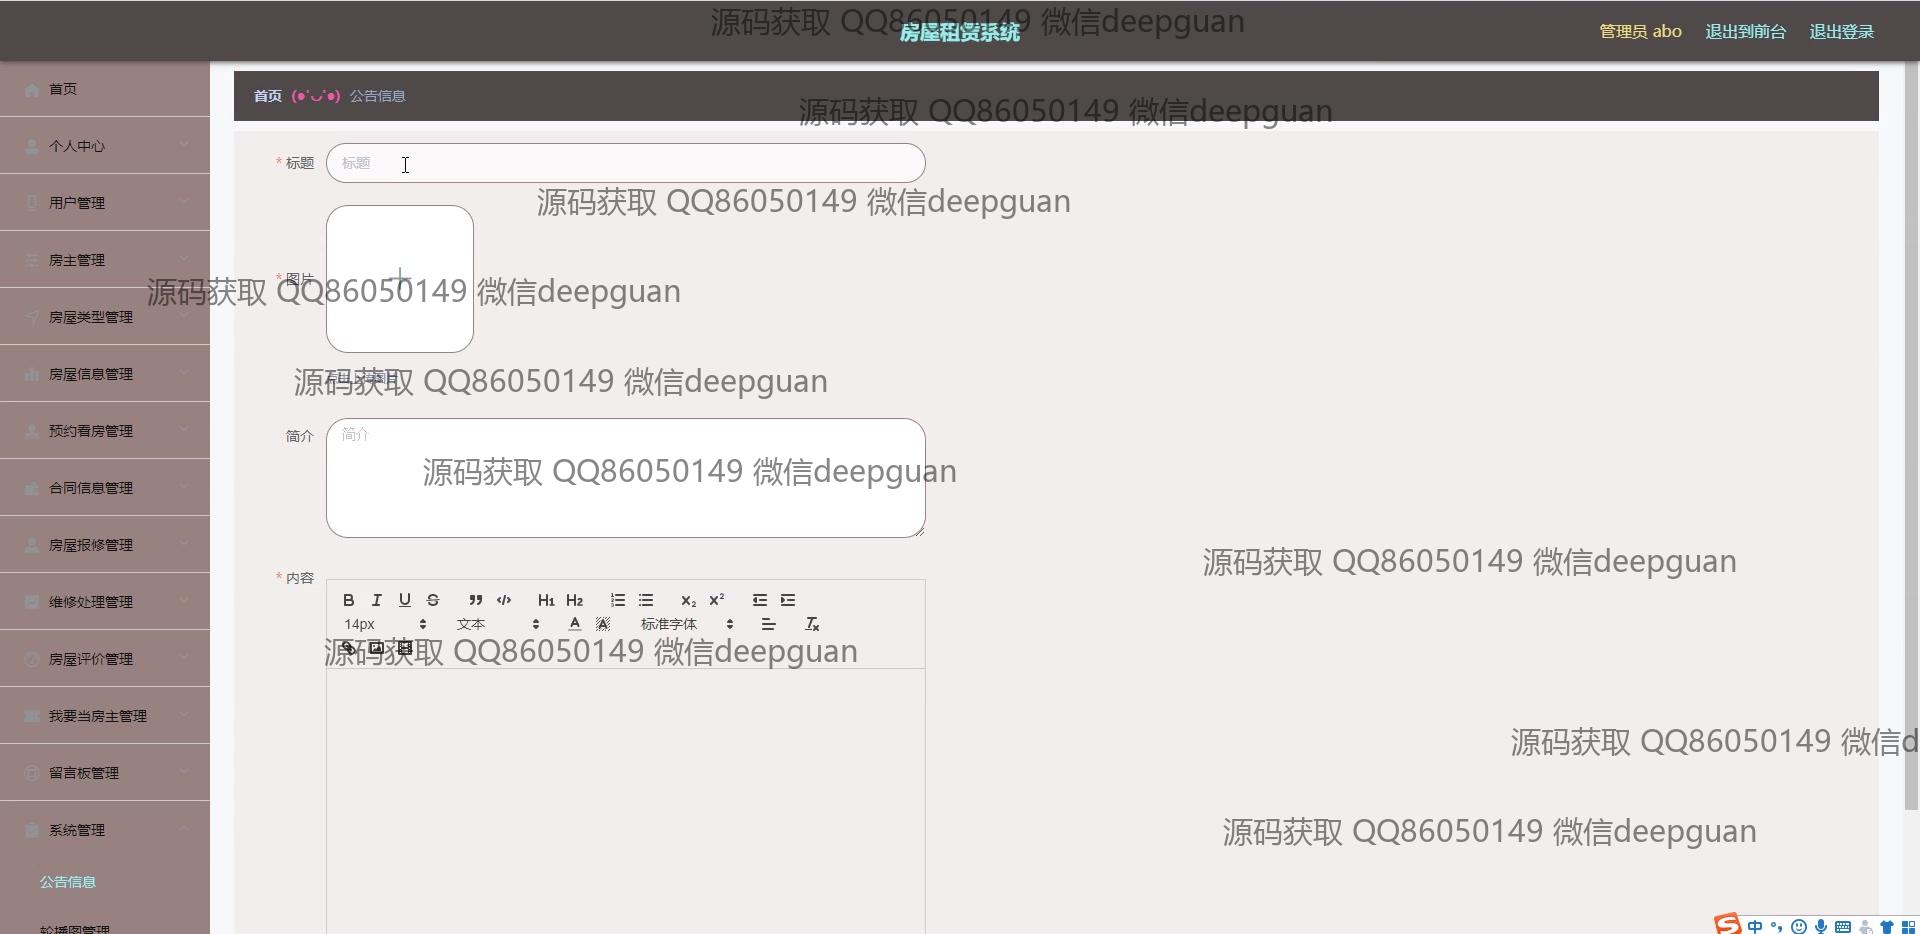 源码获取 QQ86050149 微信deepguan
房屋租赁系统
管理员 abo
退出到前台
退出登录
首页
个人中心
用户管理
房主管理
房屋类型管理
房屋信息管理
预约看房管理
合同信息管理
房屋报修管理
维修处理管理
房屋评价管理
我要当房主管理
留言板管理
系统管理
公告信息
轮播图管理
首页 (●'◡'●) 公告信息
源码获取 QQ86050149 微信deepguan
* 标题
标题
源码获取 QQ86050149 微信deepguan
* 图片
源码获取 QQ86050149 微信deepguan
源码获取 QQ86050149 微信deepguan
简介
简介
源码获取 QQ86050149 微信deepguan
源码获取 QQ86050149 微信deepguan
* 内容
B I U S </> H1 H2 X₂ X²
14px 文本 A A 标准字体 Tx
源码获取 QQ86050149 微信deepguan
源码获取 QQ86050149 微信d
源码获取 QQ86050149 微信deepguan
中